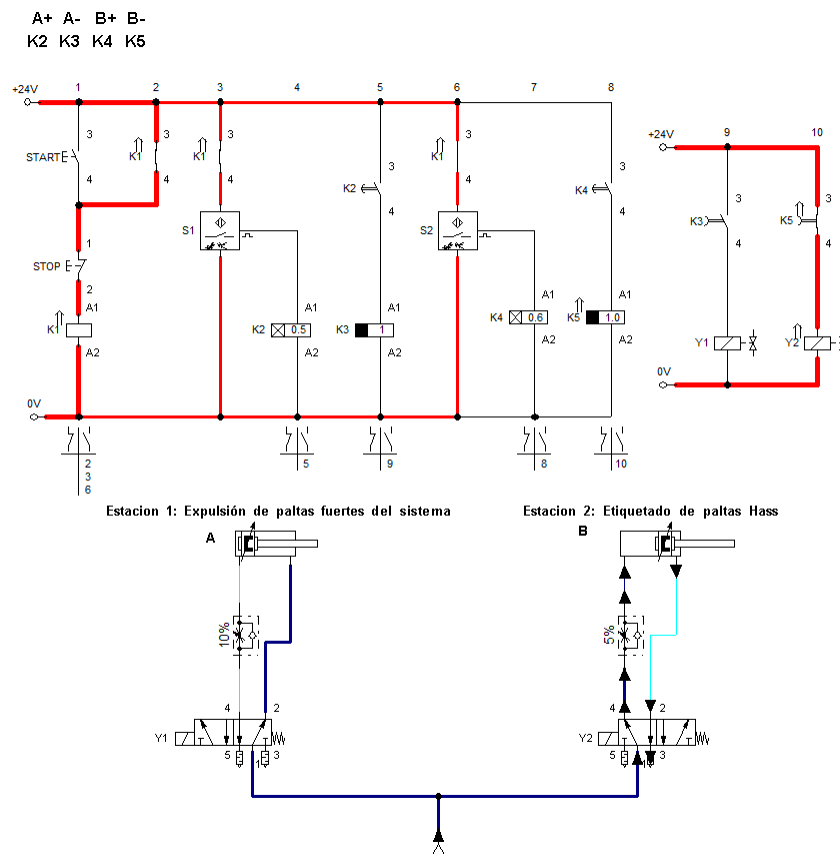 A+ A- B+ B-
K2 K3 K4 K5
1 2 3 4 5 6 7 8
+24V
9 10
+24V
3 3 3 3 3 3
START K1 K1 K2 K1 K4
4 4 4 4 4 4
3 3
K3 K5
4 4
S1 S2
1
STOP
2
A1 A1 A1 A1 A1
K1 K2 0.5 K3 1 K4 0.6 K5 1.0
A2 A2 A2 A2 A2
Y1 Y2
0V
0V
2 5 9 8 10
3
6
Estacion 1: Expulsión de paltas fuertes del sistema
Estacion 2: Etiquetado de paltas Hass
A B
10% 5%
4 2 4 2
Y1 Y2
5 1 3 5 1 3